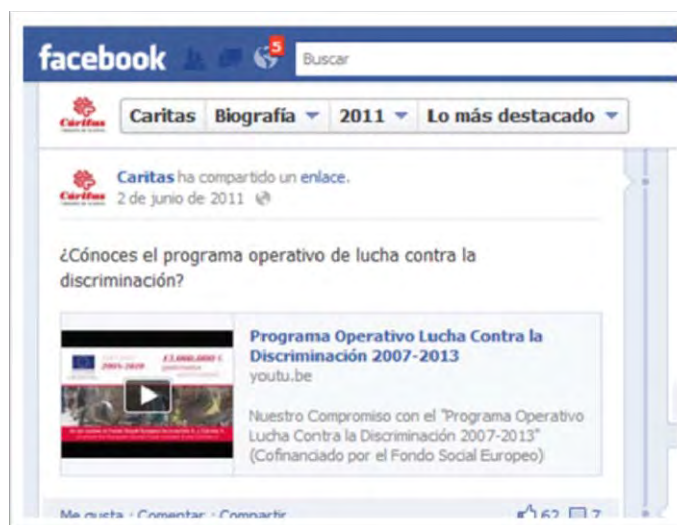 facebook 5 Buscar
Cáritas Caritas Biografía 2011 Lo más destacado
Cáritas Caritas ha compartido un enlace.
2 de junio de 2011
¿Cónoces el programa operativo de lucha contra la
discriminación?
Programa Operativo Lucha Contra la
Discriminación 2007-2013
youtu.be
Nuestro Compromiso con el "Programa Operativo
Lucha Contra la Discriminación 2007-2013"
(Cofinanciado por el Fondo Social Europeo)
Me gusta · Comentar · Compartir 62 7